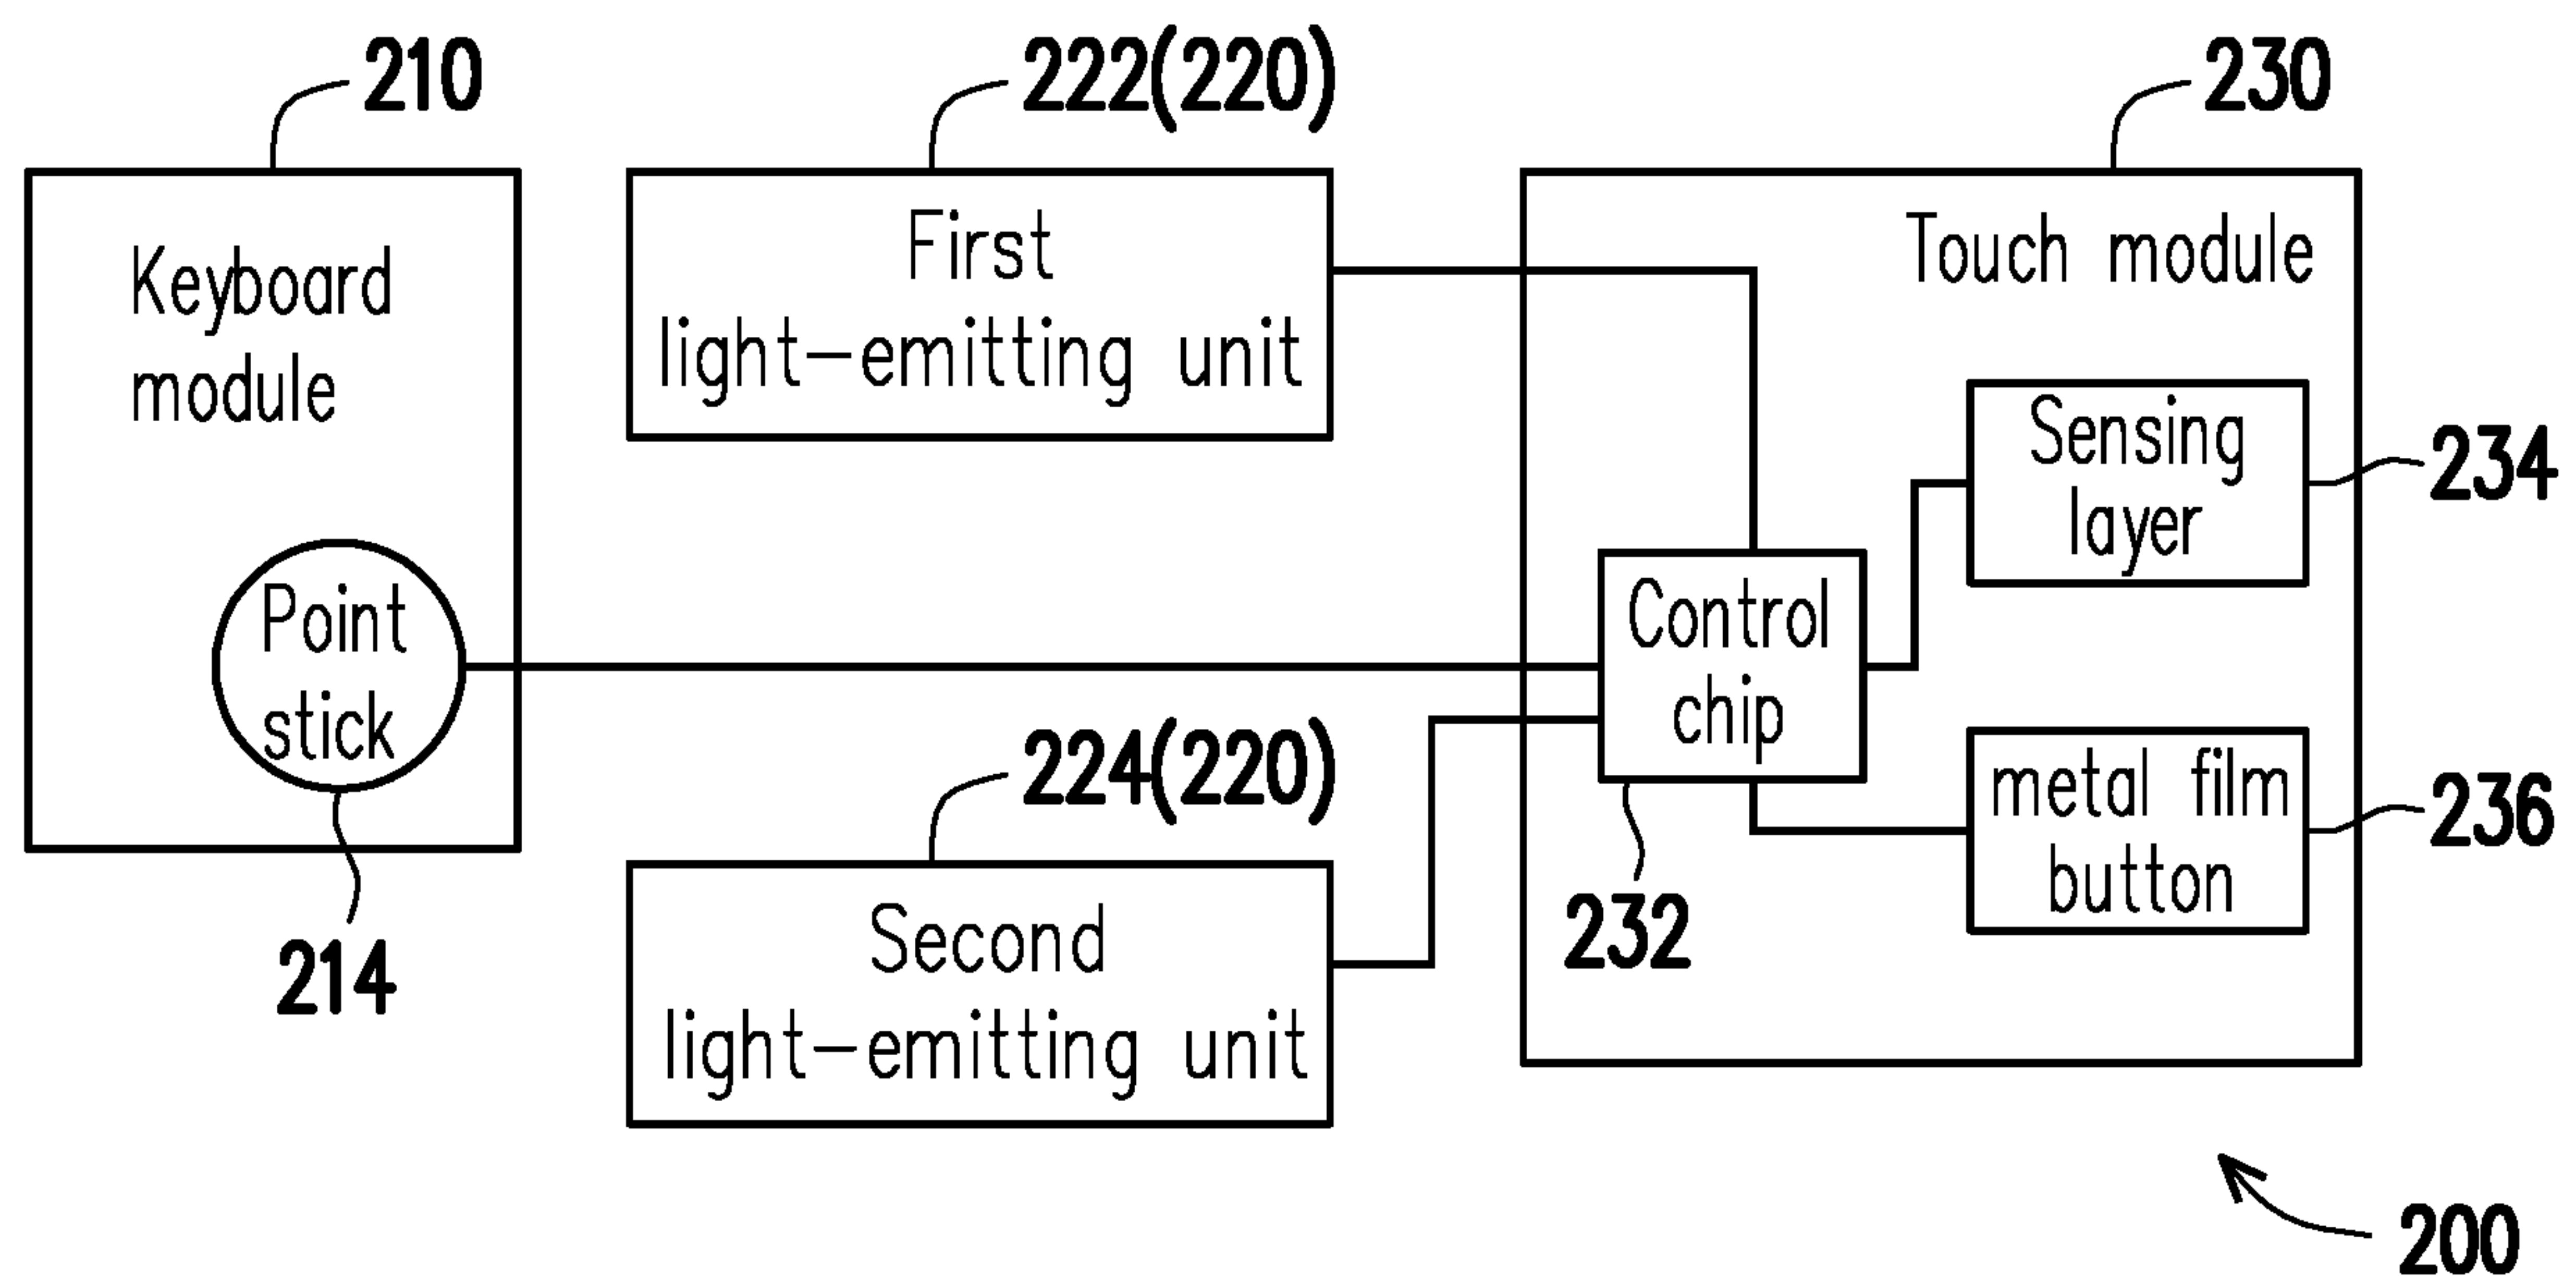 210
222(220)
230
Keyboard
module
First
light-emitting unit
Touch module
Sensing
layer
234
Point
stick
Control
chip
224(220)
metal film
button
236
232
214
Second
light-emitting unit
200